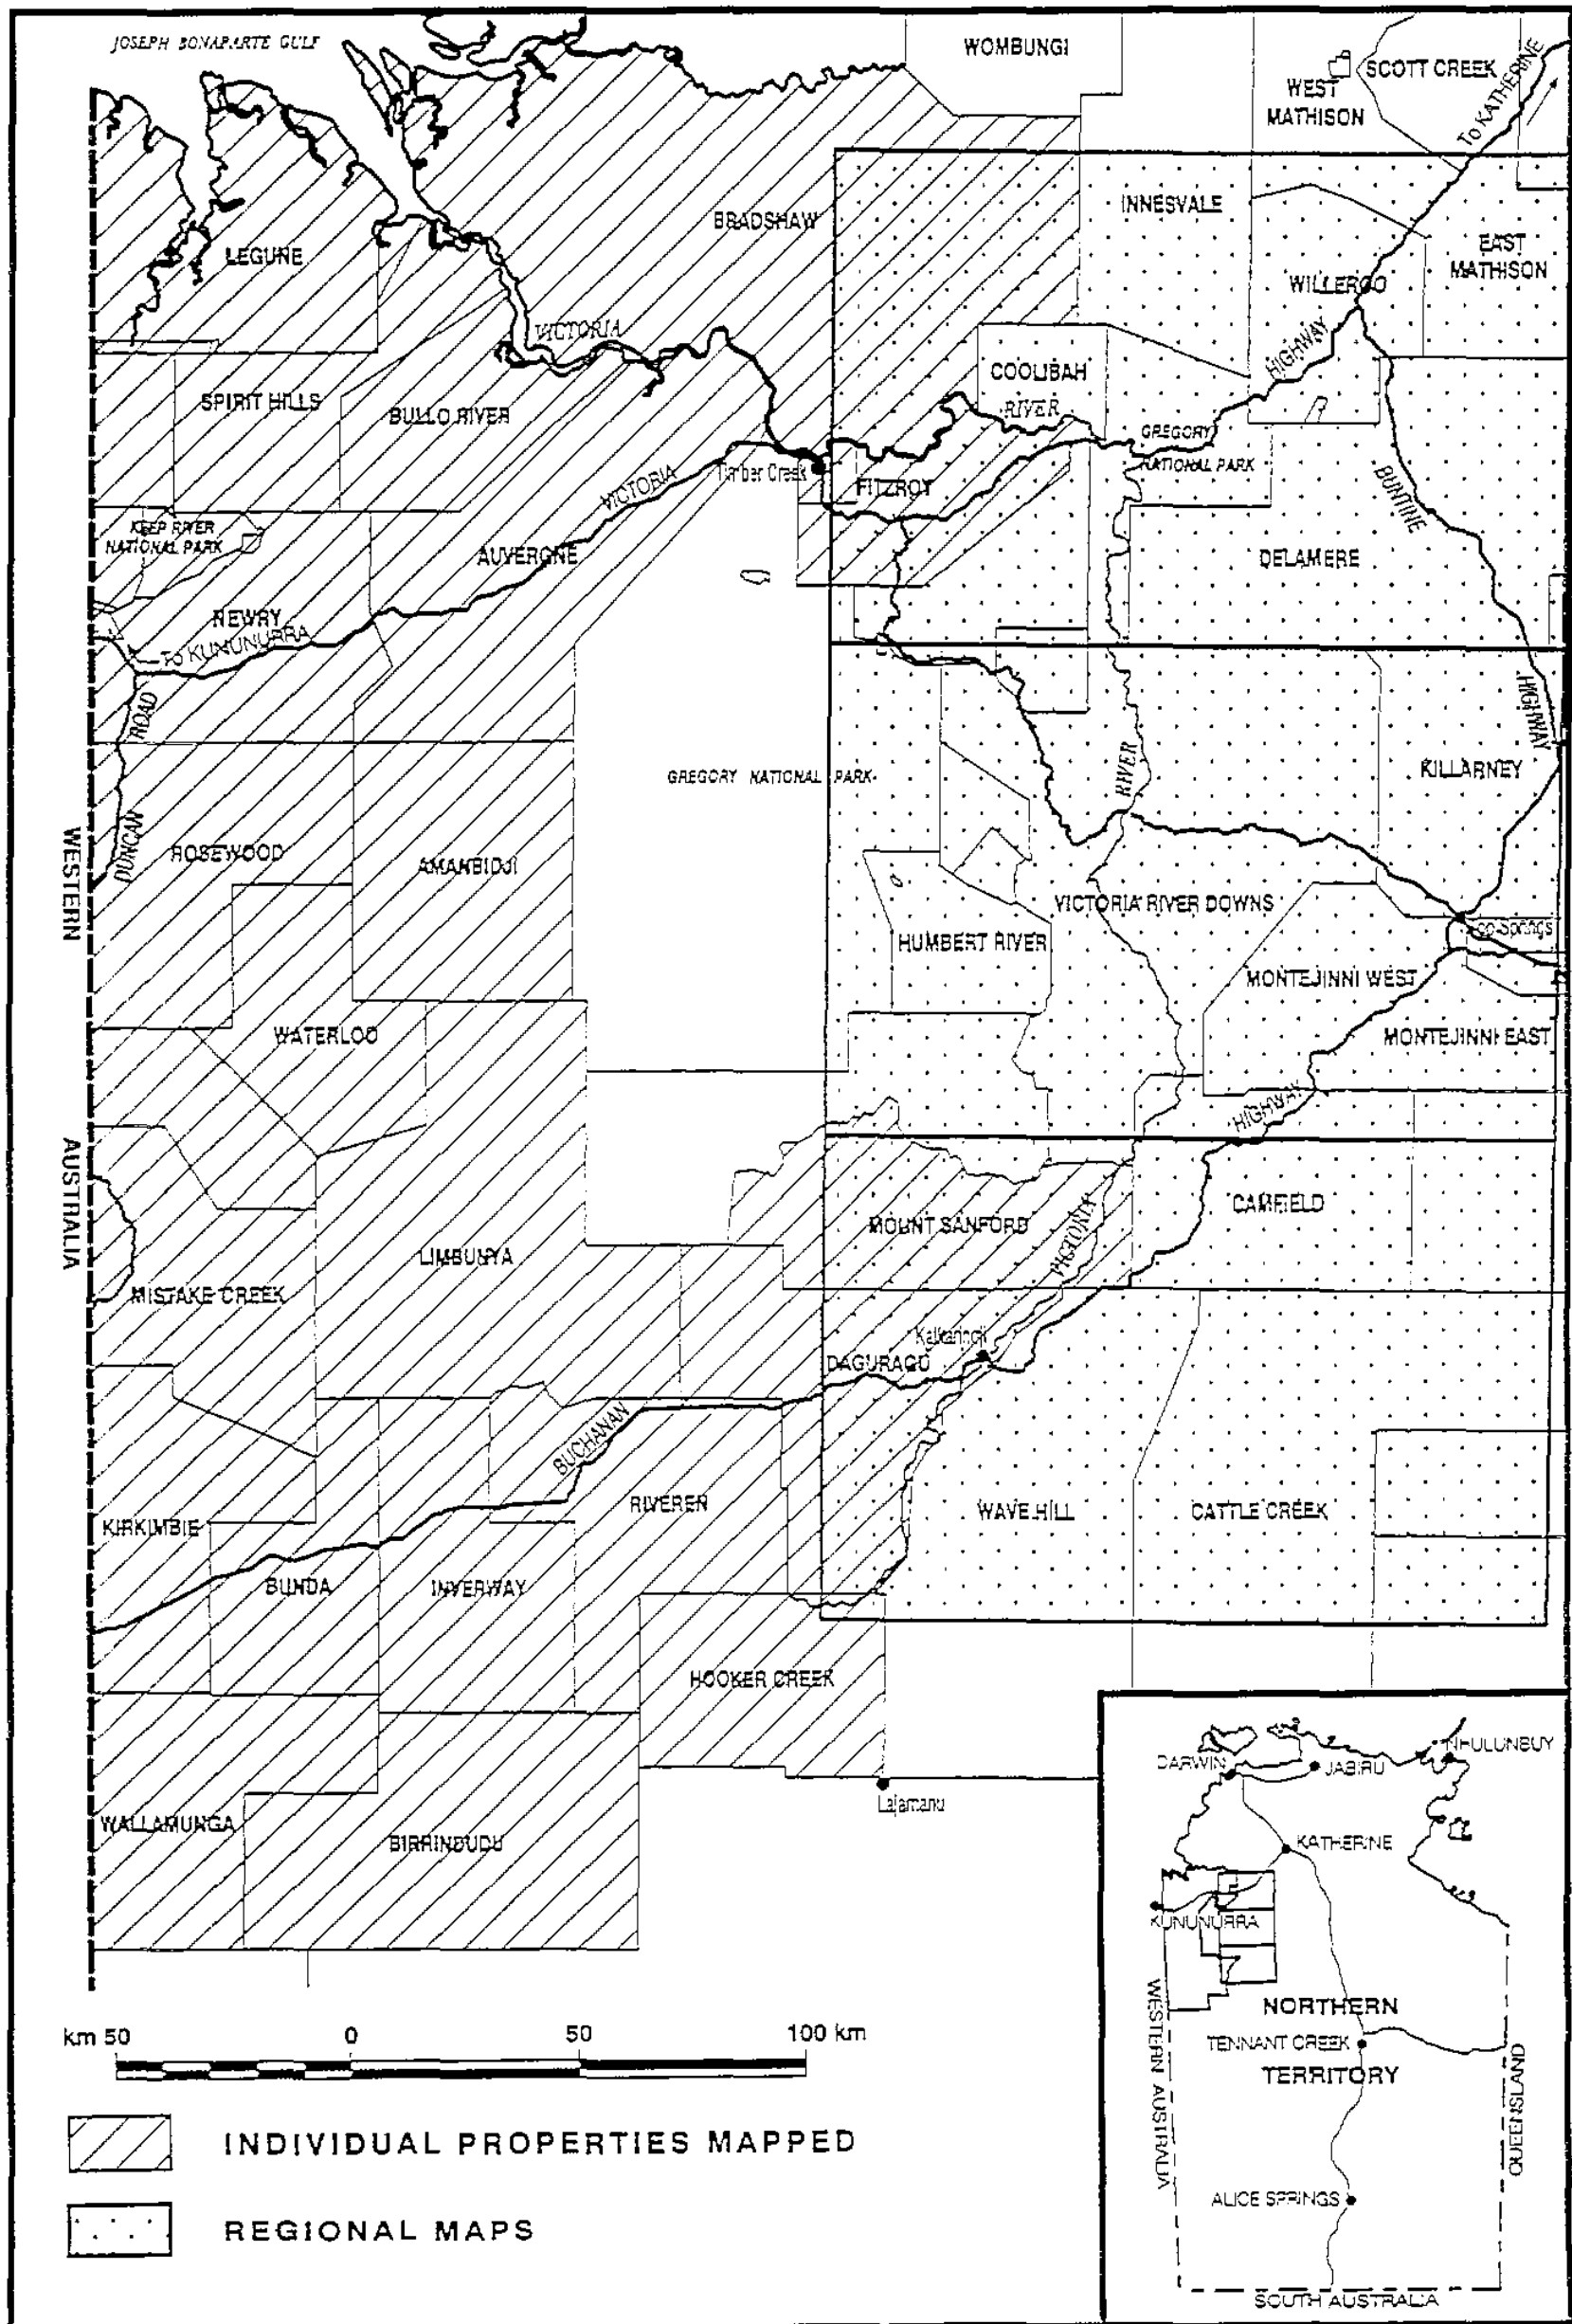 JOSEPH BONAPARTE GULF
WOMBUNGI
SCOTT CREEK
WEST
MATHISON
To KATHERINE
BRADSHAW
INNESVALE
LEGUNE
EAST
MATHISON
WILLEROO
VICTORIA
HIGHWAY
COOLIBAH
RIVER
SPIRIT HILLS
BULLO RIVER
GREGORY
NATIONAL PARK
Timber Creek
FITZROY
VICTORIA
BUNTINE
KEEP RIVER
NATIONAL PARK
AUVERGNE
DELAMERE
NEWRY
To KUNUNURRA
ROAD
HIGHWAY
RIVER
GREGORY NATIONAL PARK
KILLARNEY
DUNCAN
ROSEWOOD
AMANBIDJI
WESTERN
VICTORIA RIVER DOWNS
Top Springs
HUMBERT RIVER
MONTEJINNI WEST
WATERLOO
MONTEJINNI EAST
HIGHWAY
AUSTRALIA
MOUNT SANFORD
VICTORIA
CAMFIELD
LIMBUNYA
MISTAKE CREEK
Kalkaringi
DAGURAGU
BUCHANAN
RIVEREN
WAVE HILL
CATTLE CREEK
KIRKIMBIE
BUNDA
INVERWAY
HOOKER CREEK
Lajamanu
WALLAMUNGA
BIRRINDUDU
DARWIN
JABIRU
NHULUNBUY
KATHERINE
KUNUNURRA
WESTERN AUSTRALIA
NORTHERN
TENNANT CREEK
TERRITORY
QUEENSLAND
ALICE SPRINGS
SOUTH AUSTRALIA
km 50 0 50 100 km
INDIVIDUAL PROPERTIES MAPPED
REGIONAL MAPS